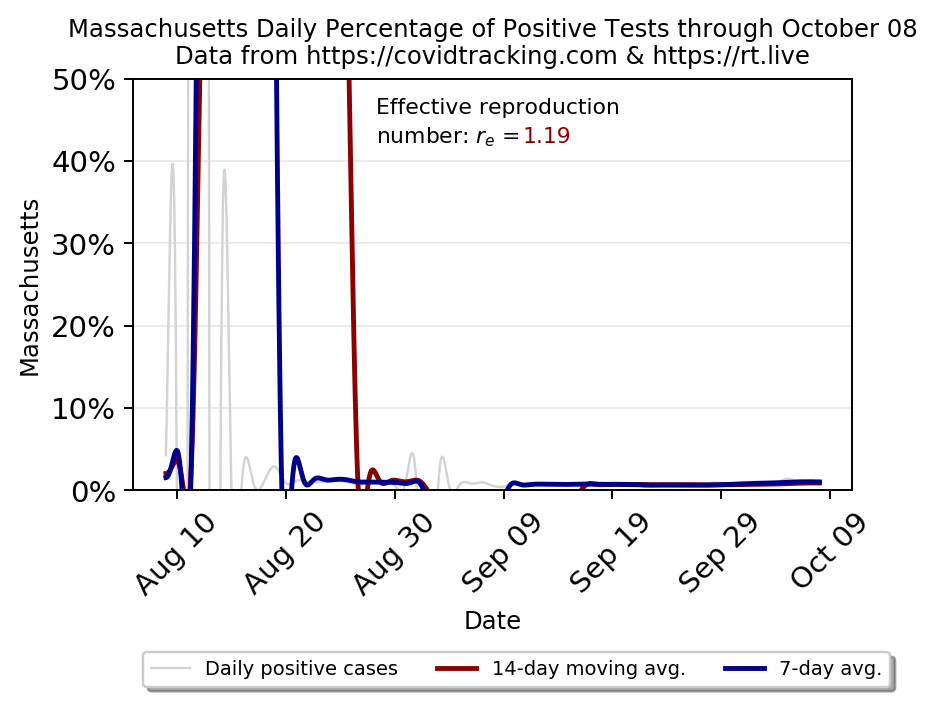 Massachusetts Daily Percentage of Positive Tests through October 08
Data from https://covidtracking.com & https://rt.live
50%
40%
30%
20%
10%
0%
Massachusetts
Effective reproduction
number: rₑ =1.19
Aug 10
Aug 20
Aug 30
Sep 09
Sep 19
Sep 29
Oct 09
Date
Daily positive cases
14-day moving avg.
7-day avg.